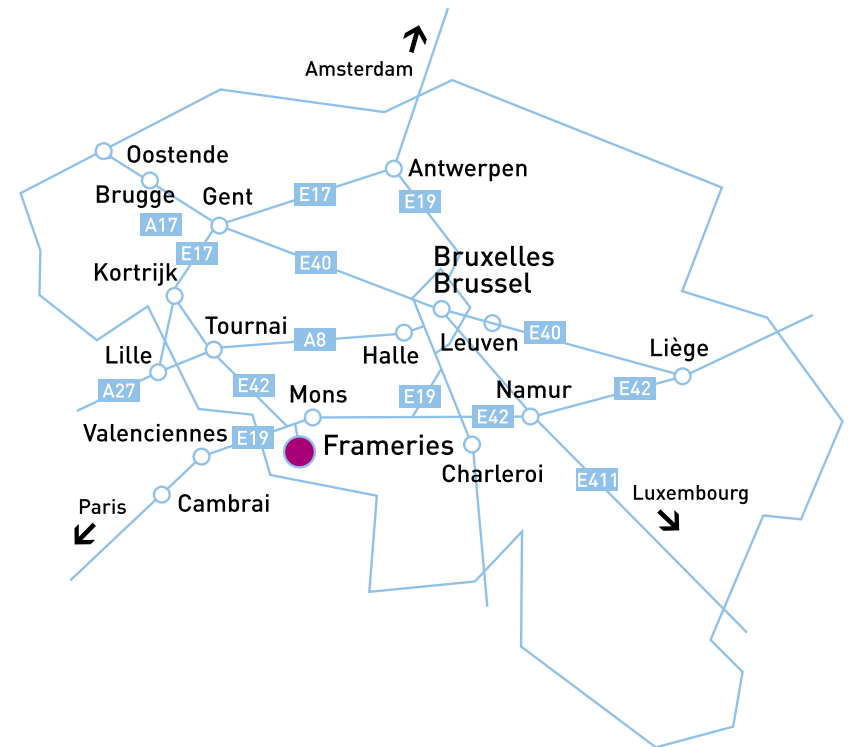 Amsterdam
Oostende
Antwerpen
Brugge
Gent
E17
E19
A17
E17
E40
Bruxelles
Brussel
Kortrijk
Tournai
A8
Halle
Leuven
E40
Liège
Lille
A27
E42
Mons
E19
E42
Namur
E42
Valenciennes
E19
Frameries
Charleroi
E411
Luxembourg
Paris
Cambrai